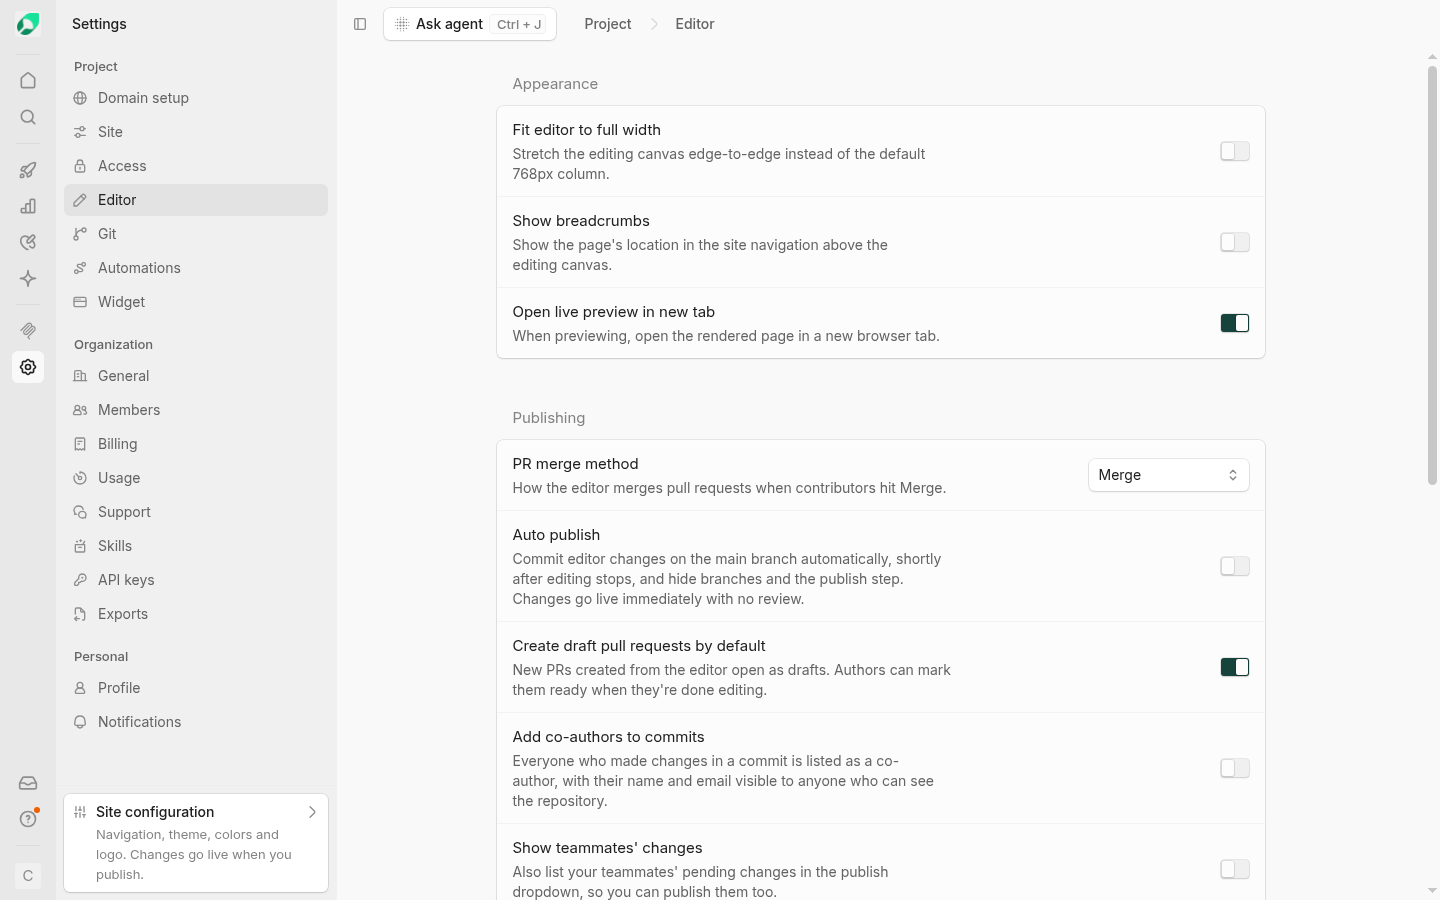 Settings
Project
Domain setup
Site
Access
Editor
Git
Automations
Widget
Organization
General
Members
Billing
Usage
Support
Skills
API keys
Exports
Personal
Profile
Notifications
Site configuration
Navigation, theme, colors and
logo. Changes go live when you
publish.
C
Ask agent
Ctrl + J
Project
Editor
Appearance
Fit editor to full width
Stretch the editing canvas edge-to-edge instead of the default
768px column.
Show breadcrumbs
Show the page's location in the site navigation above the
editing canvas.
Open live preview in new tab
When previewing, open the rendered page in a new browser tab.
Publishing
PR merge method
How the editor merges pull requests when contributors hit Merge.
Merge
Auto publish
Commit editor changes on the main branch automatically, shortly
after editing stops, and hide branches and the publish step.
Changes go live immediately with no review.
Create draft pull requests by default
New PRs created from the editor open as drafts. Authors can mark
them ready when they're done editing.
Add co-authors to commits
Everyone who made changes in a commit is listed as a co-
author, with their name and email visible to anyone who can see
the repository.
Show teammates' changes
Also list your teammates' pending changes in the publish
dropdown, so you can publish them too.